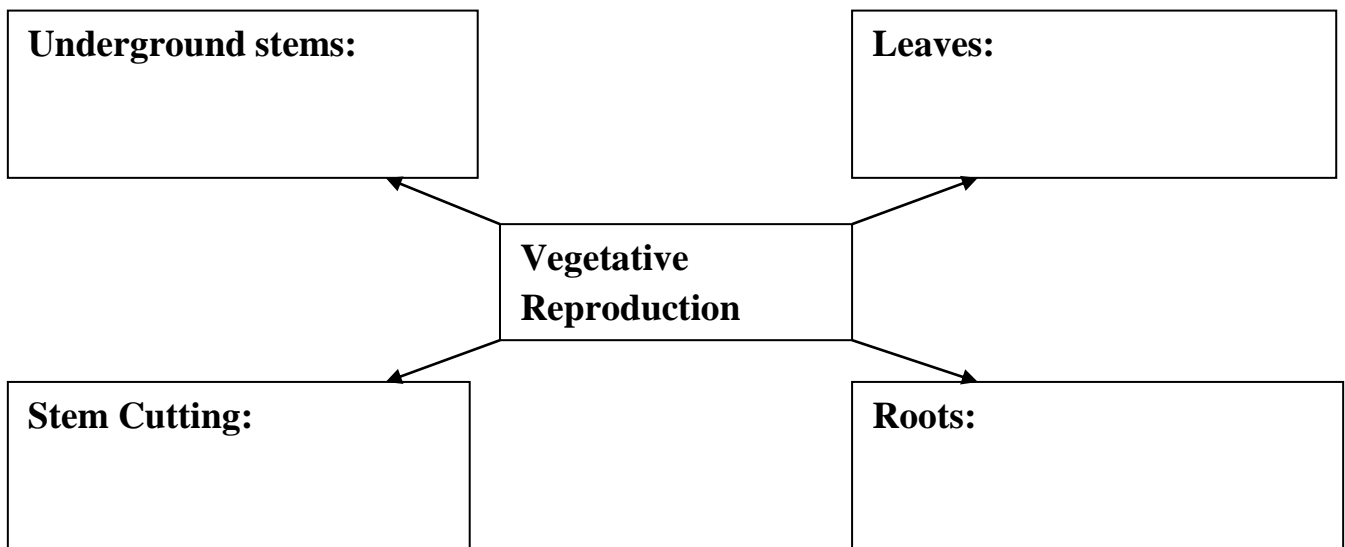 Underground stems:
Leaves:
Vegetative
Reproduction
Stem Cutting:
Roots: